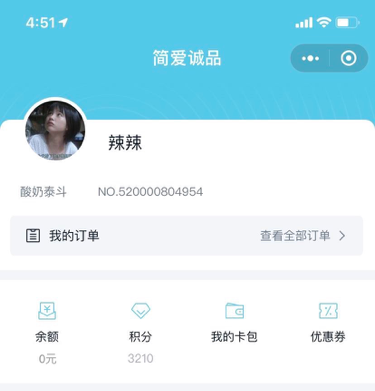 4:51
简爱诚品
辣辣
酸奶泰斗 NO.520000804954
我的订单 查看全部订单
余额 积分 我的卡包 优惠券
0元 3210